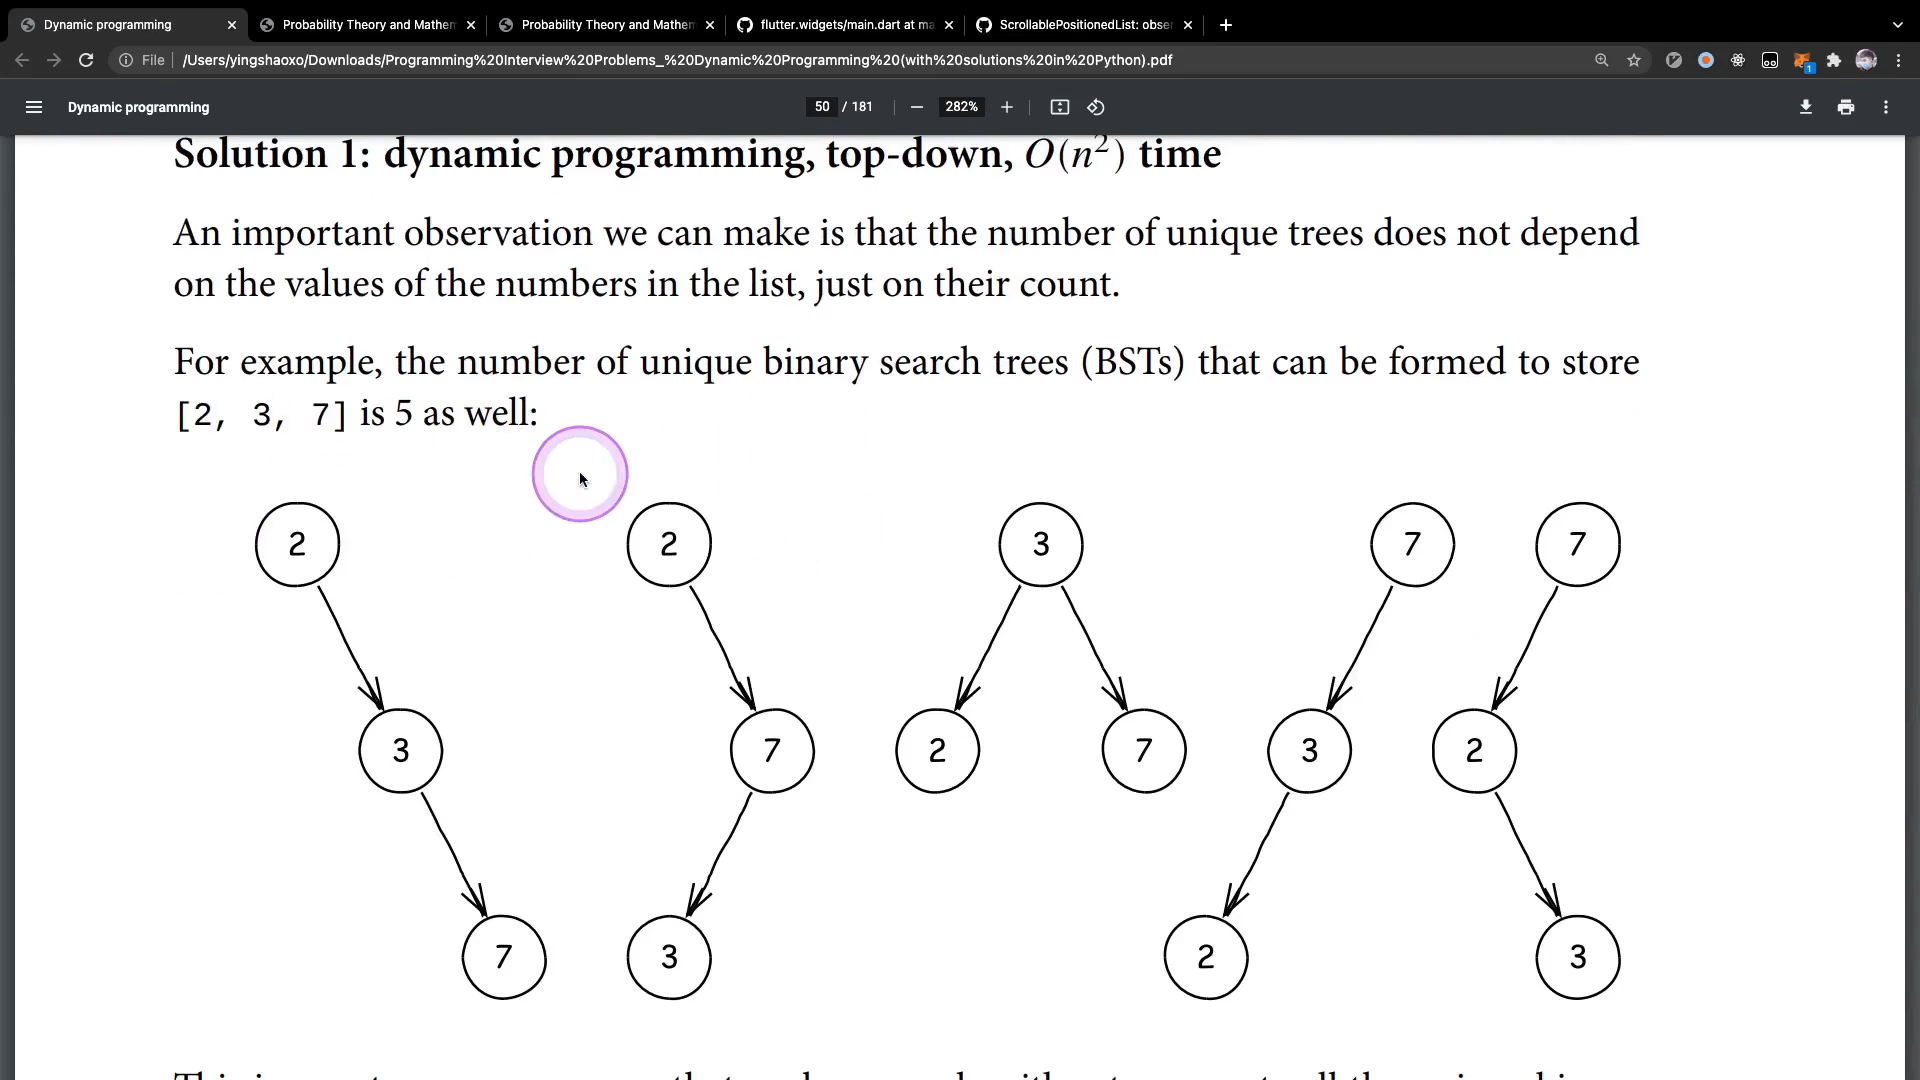 Dynamic programming
Probability Theory and Mathem
Probability Theory and Mathem
flutter.widgets/main.dart at ma
ScrollablePositionedList: obser
File
/Users/yingshaoxo/Downloads/Programming%20Interview%20Problems_%20Dynamic%20Programming%20(with%20solutions%20in%20Python).pdf
1
Dynamic programming
50 / 181
282%
Solution 1: dynamic programming, top-down, O(n²) time
An important observation we can make is that the number of unique trees does not depend
on the values of the numbers in the list, just on their count.
For example, the number of unique binary search trees (BSTs) that can be formed to store
[2, 3, 7] is 5 as well:
2 2 3 7 7
3 7 2 7 3 2
7 3 2 3